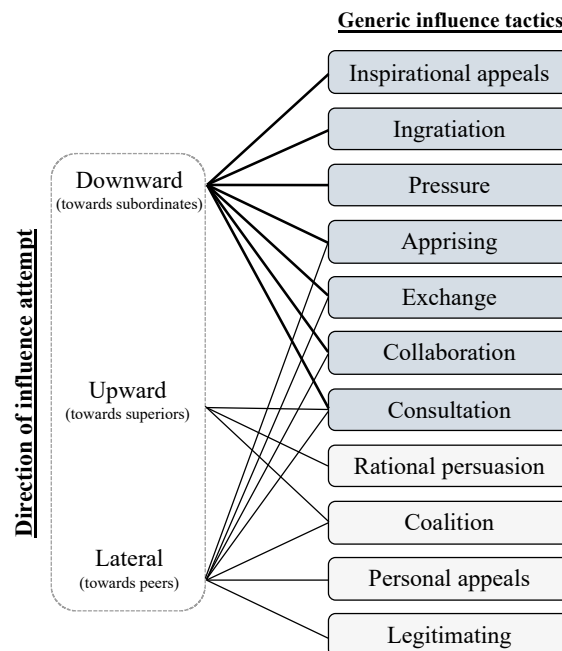 Generic influence tactics
Direction of influence attempt
Downward
(towards subordinates)
Upward
(towards superiors)
Lateral
(towards peers)
Inspirational appeals
Ingratiation
Pressure
Apprising
Exchange
Collaboration
Consultation
Rational persuasion
Coalition
Personal appeals
Legitimating